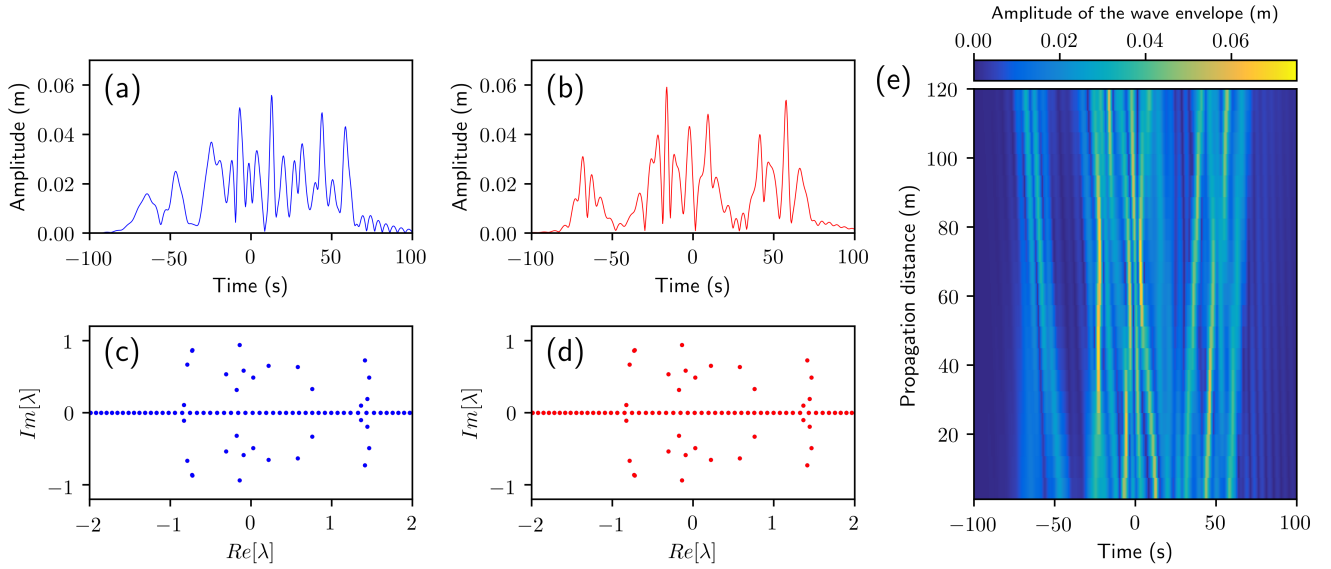 (a)
0.06
0.04
0.02
0.00
Amplitude (m)
−100 −50 0 50 100
Time (s)
(b)
0.06
0.04
0.02
0.00
Amplitude (m)
−100 −50 0 50 100
Time (s)
(c)
1
0
−1
Im[λ]
−2 −1 0 1 2
Re[λ]
(d)
1
0
−1
Im[λ]
−2 −1 0 1 2
Re[λ]
Amplitude of the wave envelope (m)
0.00 0.02 0.04 0.06
(e)
120
100
80
60
40
20
Propagation distance (m)
−100 −50 0 50 100
Time (s)